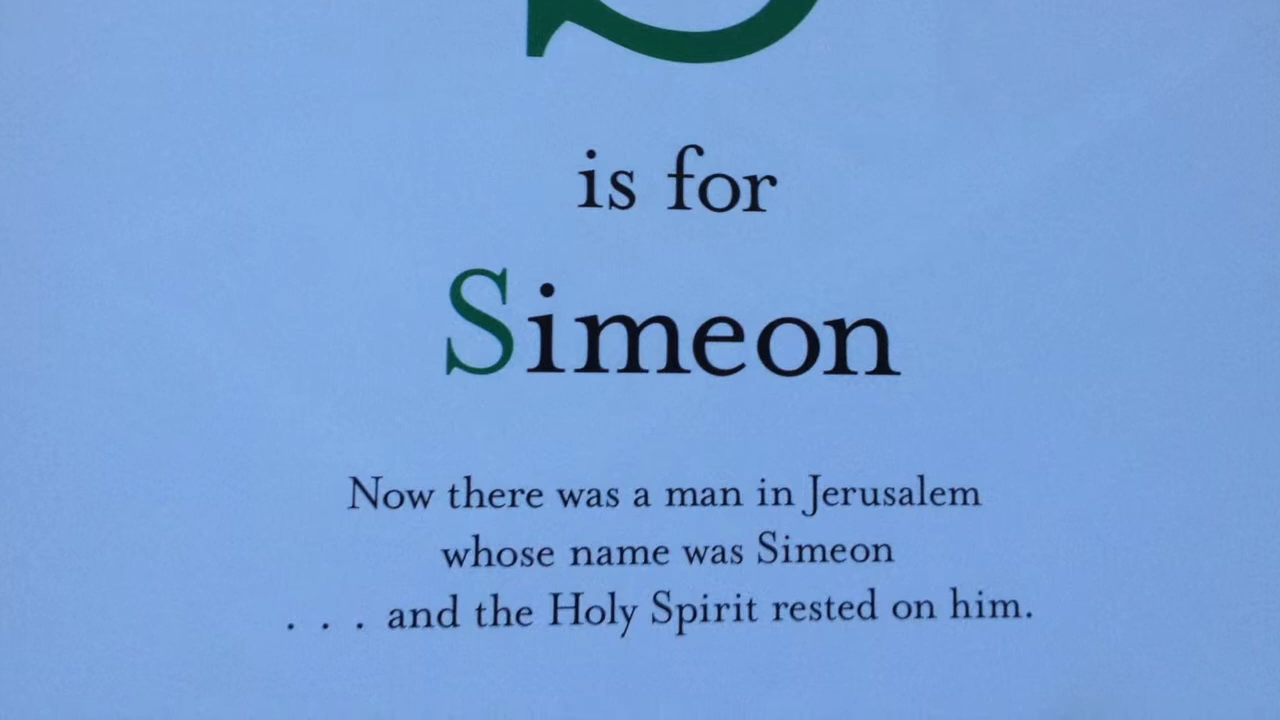 S
is for
Simeon
Now there was a man in Jerusalem
whose name was Simeon
. . . and the Holy Spirit rested on him.